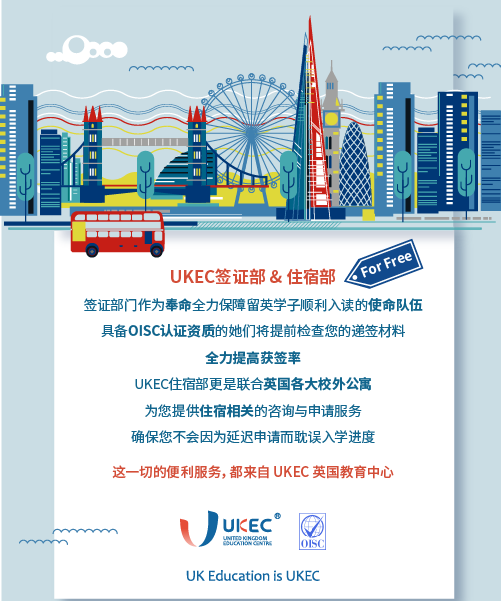 UKEC签证部 & 住宿部
For Free
签证部门作为奉命全力保障留英学子顺利入读的使命队伍
具备OISC认证资质的她们将提前检查您的递签材料
全力提高获签率
UKEC住宿部更是联合英国各大校外公寓
为您提供住宿相关的咨询与申请服务
确保您不会因为延迟申请而耽误入学进度
这一切的便利服务，都来自 UKEC 英国教育中心
UKEC®
UNITED KINGDOM
EDUCATION CENTRE
OISC
UK Education is UKEC